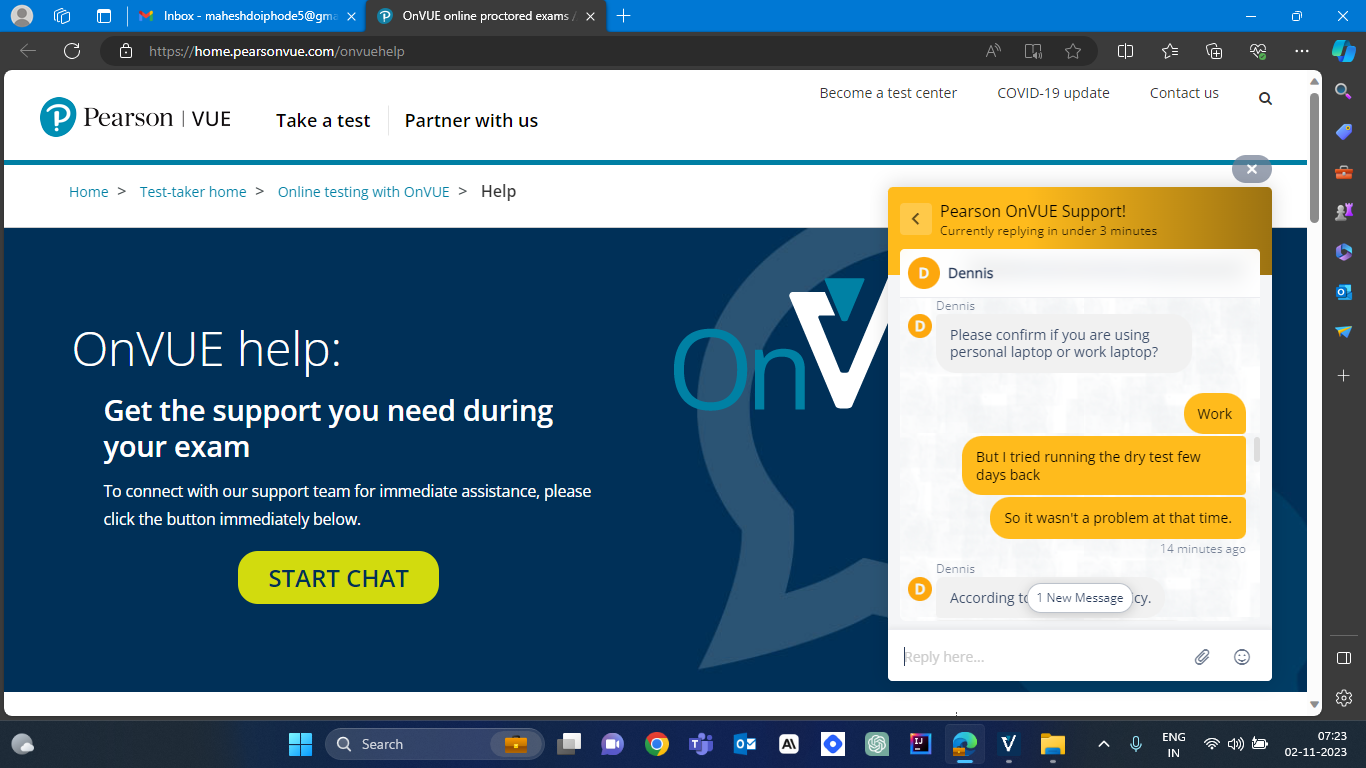 Inbox - maheshdoiphode5@gma
OnVUE online proctored exams /
https://home.pearsonvue.com/onvuehelp
Become a test center
COVID-19 update
Contact us
Pearson | VUE
Take a test
Partner with us
Home > Test-taker home > Online testing with OnVUE > Help
OnVUE help:
Get the support you need during
your exam
To connect with our support team for immediate assistance, please
click the button immediately below.
START CHAT
OnV
Pearson OnVUE Support!
Currently replying in under 3 minutes
D
Dennis
Dennis
D
Please confirm if you are using
personal laptop or work laptop?
Work
But I tried running the dry test few
days back
So it wasn't a problem at that time.
14 minutes ago
Dennis
D
According to
1 New Message
cy.
Reply here...
Search
ENG
IN
07:23
02-11-2023